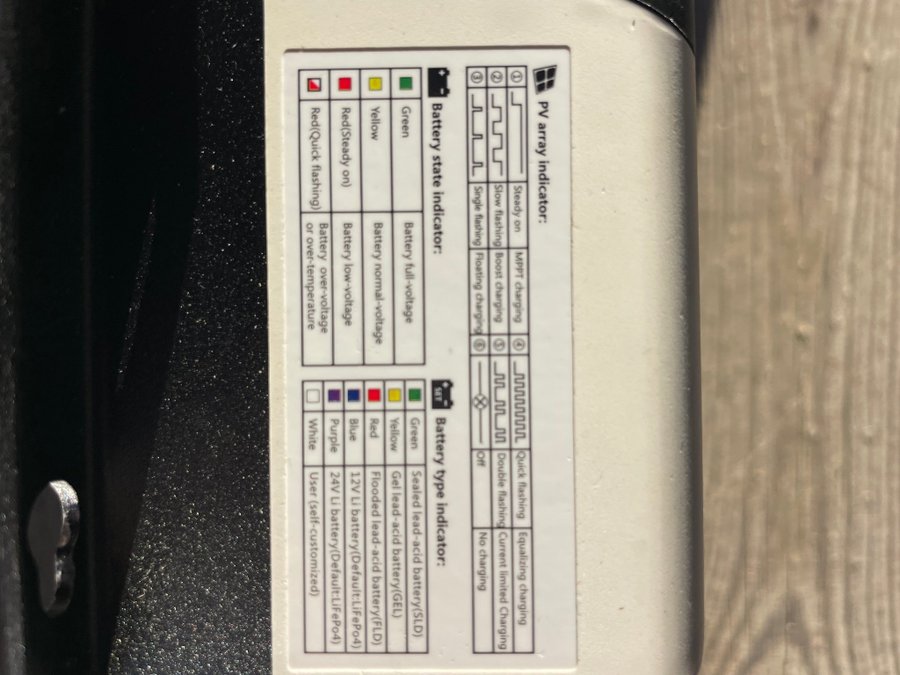 PV array indicator:
① Steady on MPPT charging ④ Quick flashing Equalizing charging
② Slow flashing Boost charging ⑤ Double flashing Current limited Charging
③ Single flashing Floating charging ⑥ Off No charging
Battery state indicator:
Green Battery full-voltage
Yellow Battery normal-voltage
Red(Steady on) Battery low-voltage
Red(Quick flashing) Battery over-voltage
or over-temperature
SET Battery type indicator:
Green Sealed lead-acid battery(SLD)
Yellow Gel lead-acid battery(GEL)
Red Flooded lead-acid battery(FLD)
Blue 12V Li battery(Default:LiFePo4)
Purple 24V Li battery(Default:LiFePo4)
White User (self-customized)